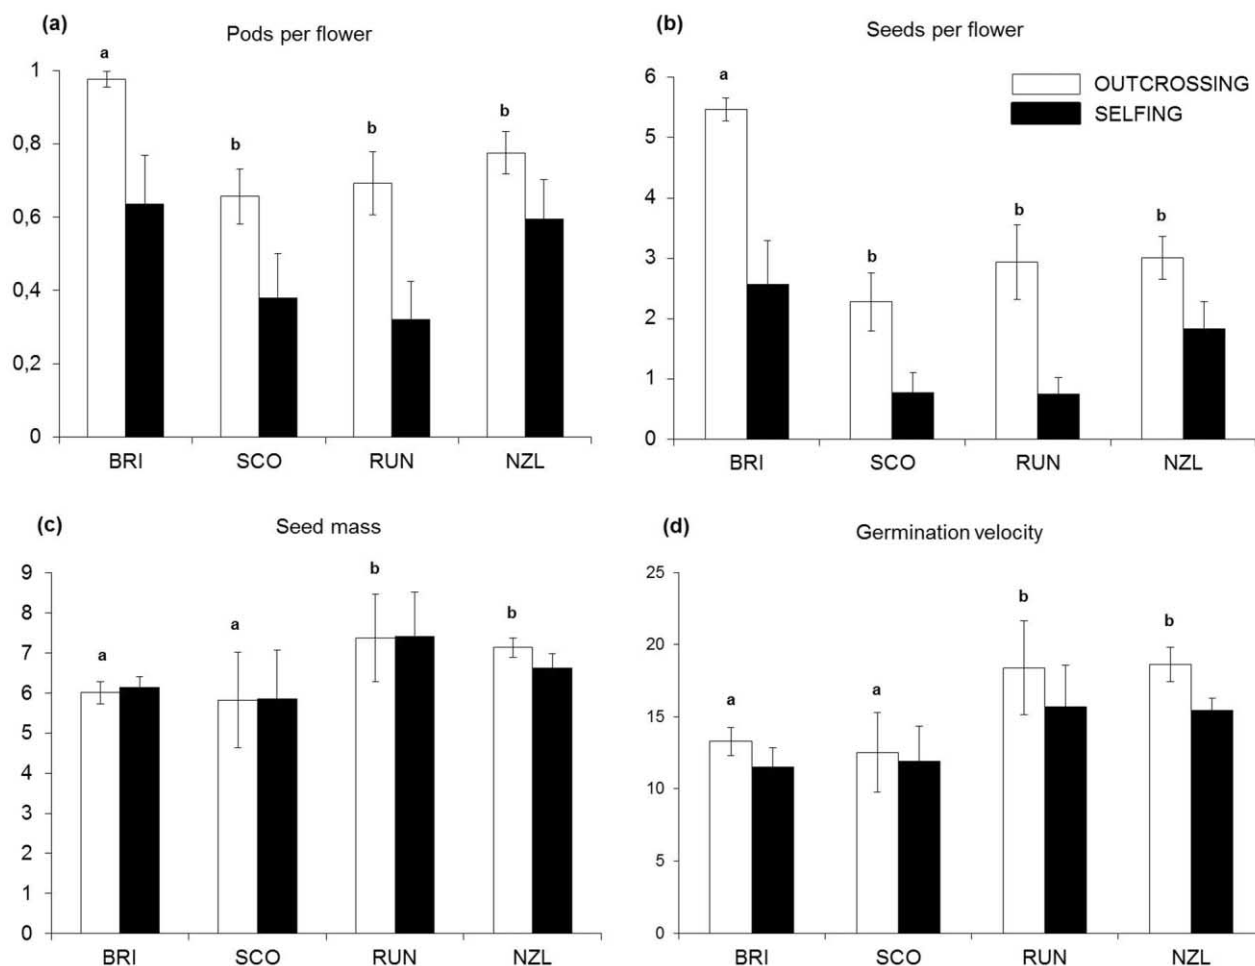 (a)
Pods per flower
a
b
b
b
1
0,8
0,6
0,4
0,2
0
BRI SCO RUN NZL
(b)
Seeds per flower
OUTCROSSING
SELFING
a
b
b
b
6
5
4
3
2
1
0
BRI SCO RUN NZL
(c)
Seed mass
a
a
b
b
9
8
7
6
5
4
3
2
1
0
BRI SCO RUN NZL
(d)
Germination velocity
a
a
b
b
25
20
15
10
5
0
BRI SCO RUN NZL